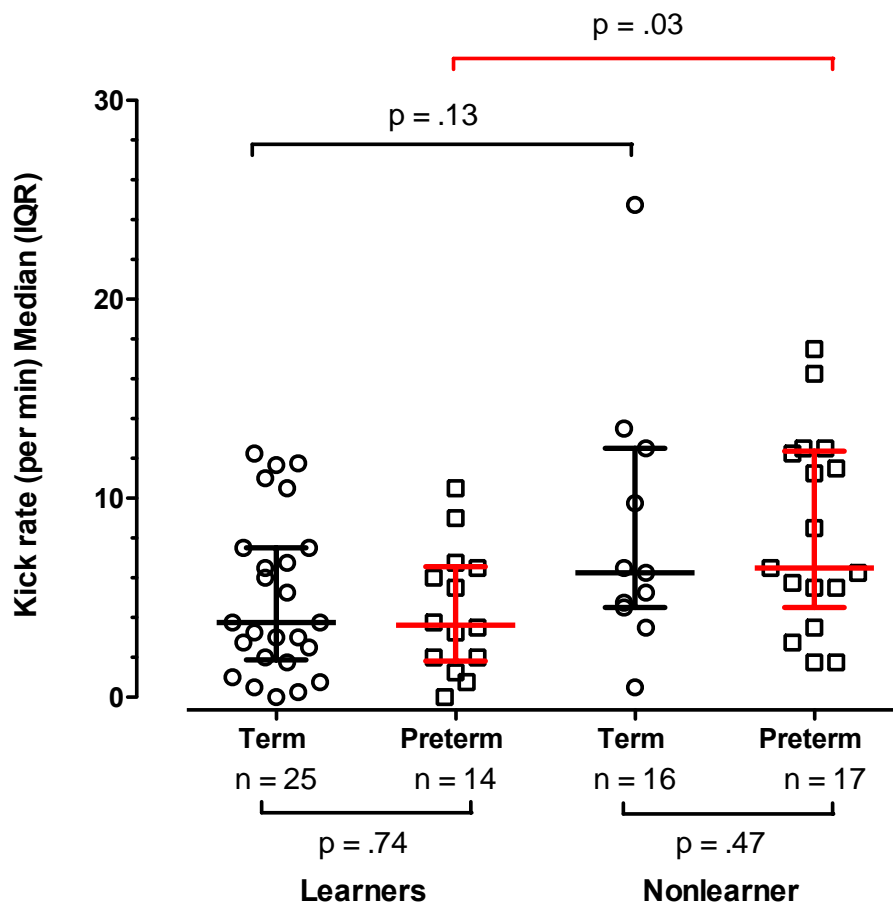 p = .03
p = .13
Kick rate (per min) Median (IQR)
30
20
10
0
Term Preterm Term Preterm
n = 25 n = 14 n = 16 n = 17
p = .74 p = .47
Learners Nonlearner